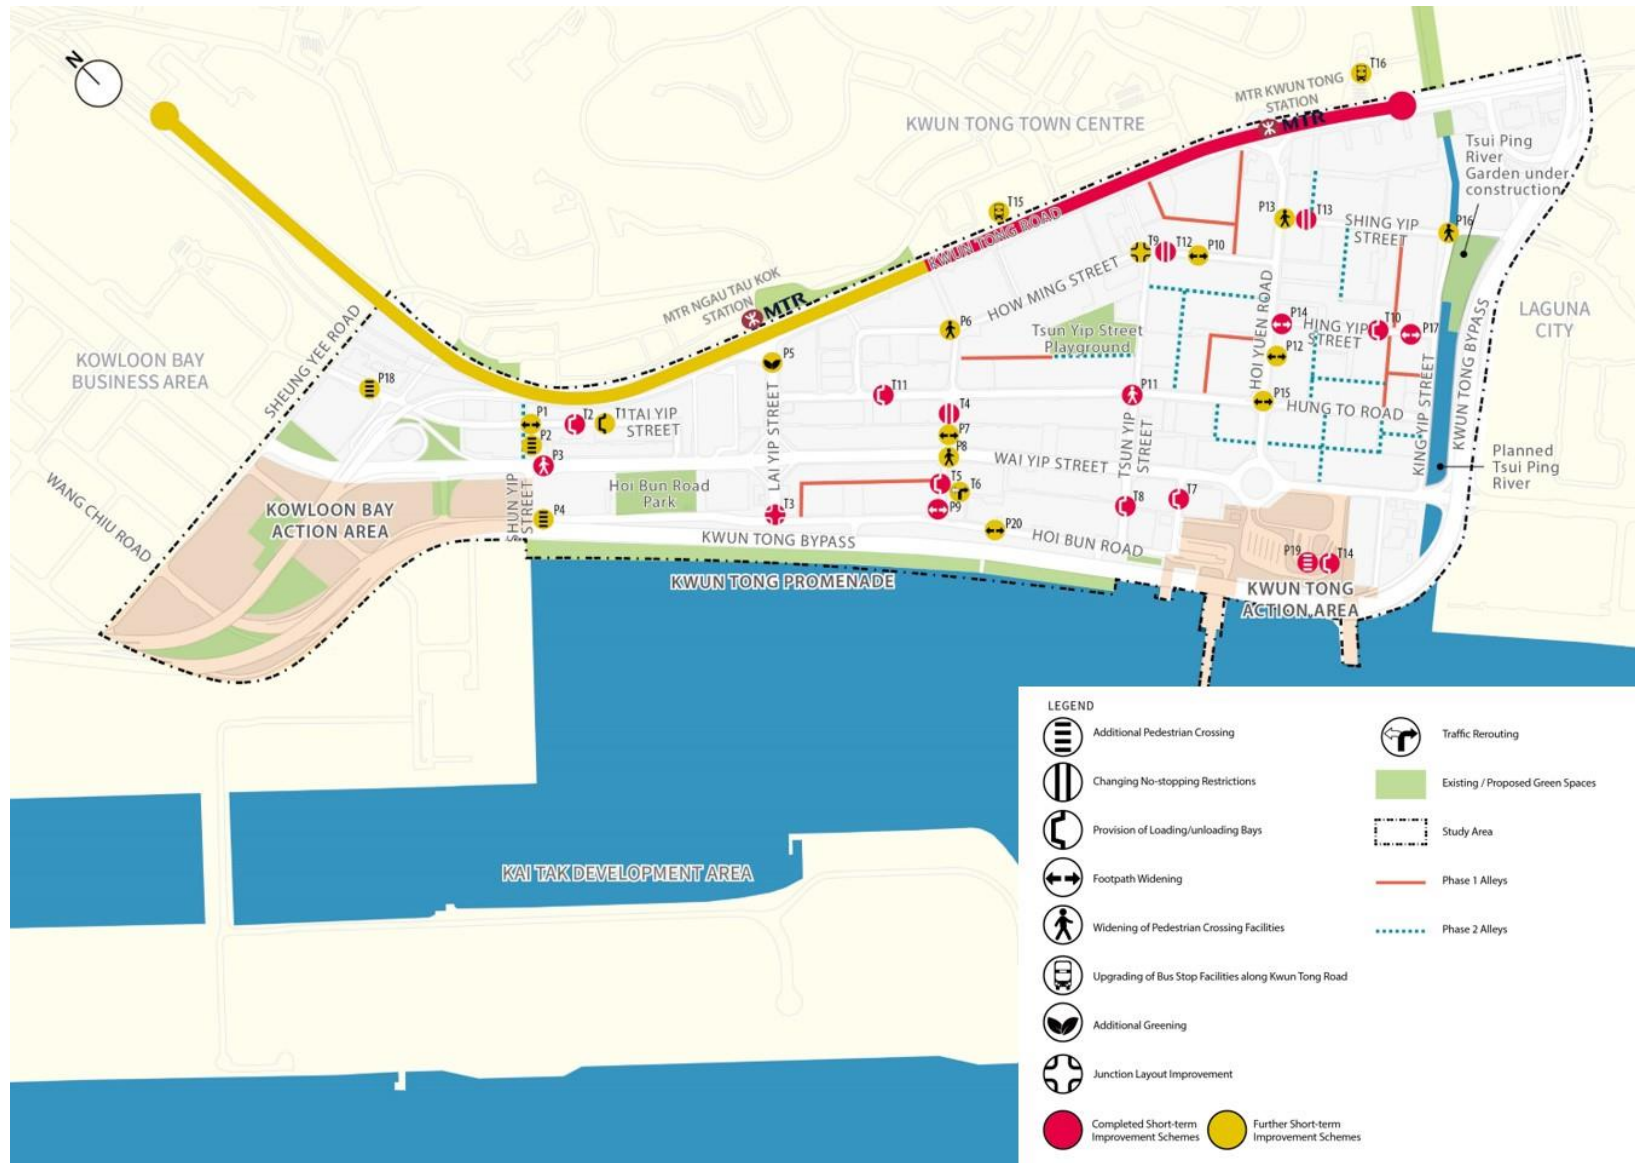 N
T16
MTR KWUN TONG
STATION
MTR
KWUN TONG TOWN CENTRE
Tsui Ping
River
Garden under
construction
T15
P13
T13
SHING YIP
STREET
P16
KWUN TONG ROAD
T9
T12
P10
HOW MING STREET
MTR NGAU TAU KOK
STATION
MTR
SHEUNG YEE ROAD
KOWLOON BAY
BUSINESS AREA
P6
Tsun Yip Street
Playground
HOI YUEN ROAD
P14
HING YIP
STREET
T10
P17
P12
KWUN TONG BYPASS
LAGUNA
CITY
P5
P18
LAI YIP STREET
T11
P11
P15
HUNG TO ROAD
KING YIP STREET
P1
T2
T1
TAI YIP
STREET
P2
P3
T4
P7
P8
WAI YIP STREET
TSUN YIP
STREET
Planned
Tsui Ping
River
WANG CHIU ROAD
KOWLOON BAY
ACTION AREA
SHUN YIP
STREET
P4
Hoi Bun Road
Park
T3
T5
T6
P9
P20
T8
T7
KWUN TONG BYPASS
HOI BUN ROAD
P19
T14
KWUN TONG PROMENADE
KWUN TONG
ACTION AREA
KAI TAK DEVELOPMENT AREA
LEGEND
Additional Pedestrian Crossing
Changing No-stopping Restrictions
Provision of Loading/unloading Bays
Footpath Widening
Widening of Pedestrian Crossing Facilities
Upgrading of Bus Stop Facilities along Kwun Tong Road
Additional Greening
Junction Layout Improvement
Completed Short-term
Improvement Schemes
Further Short-term
Improvement Schemes
Traffic Rerouting
Existing / Proposed Green Spaces
Study Area
Phase 1 Alleys
Phase 2 Alleys